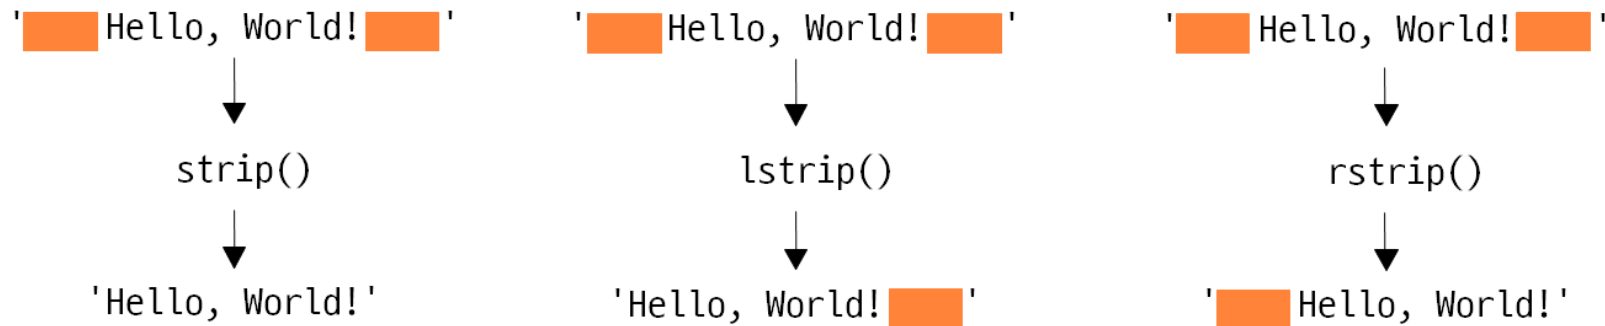 ' Hello, World! '
strip()
'Hello, World!'
' Hello, World! '
lstrip()
'Hello, World! '
' Hello, World! '
rstrip()
' Hello, World!'